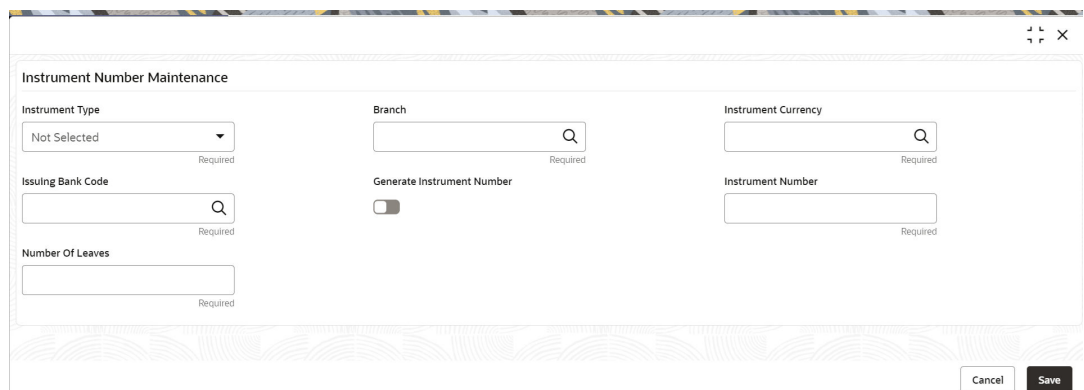 Instrument Number Maintenance
Instrument Type Branch Instrument Currency
Not Selected
Required Required Required
Issuing Bank Code Generate Instrument Number Instrument Number
Required Required
Number Of Leaves
Required
Cancel Save